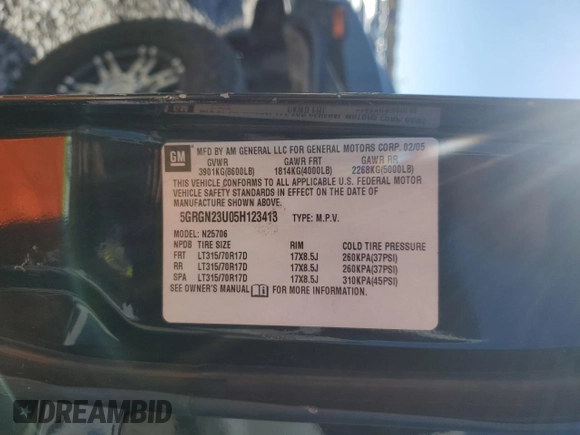 GM
MFD BY AM GENERAL LLC FOR GENERAL MOTORS CORP. 02/05
GVWR GAWR FRT GAWR RR
3901KG(8600LB) 1814KG(4000LB) 2268KG(5000LB)
THIS VEHICLE CONFORMS TO ALL APPLICABLE U.S. FEDERAL MOTOR
VEHICLE SAFETY STANDARDS IN EFFECT ON THE DATE OF
MANUFACTURE SHOWN ABOVE.
5GRGN23U05H123413 TYPE: M.P.V.
MODEL: N25706
NPDB TIRE SIZE RIM COLD TIRE PRESSURE
FRT LT315/70R17D 17X8.5J 260KPA(37PSI)
RR LT315/70R17D 17X8.5J 260KPA(37PSI)
SPA LT315/70R17D 17X8.5J 310KPA(45PSI)
SEE OWNER'S MANUAL FOR MORE INFORMATION.
DREAMBID